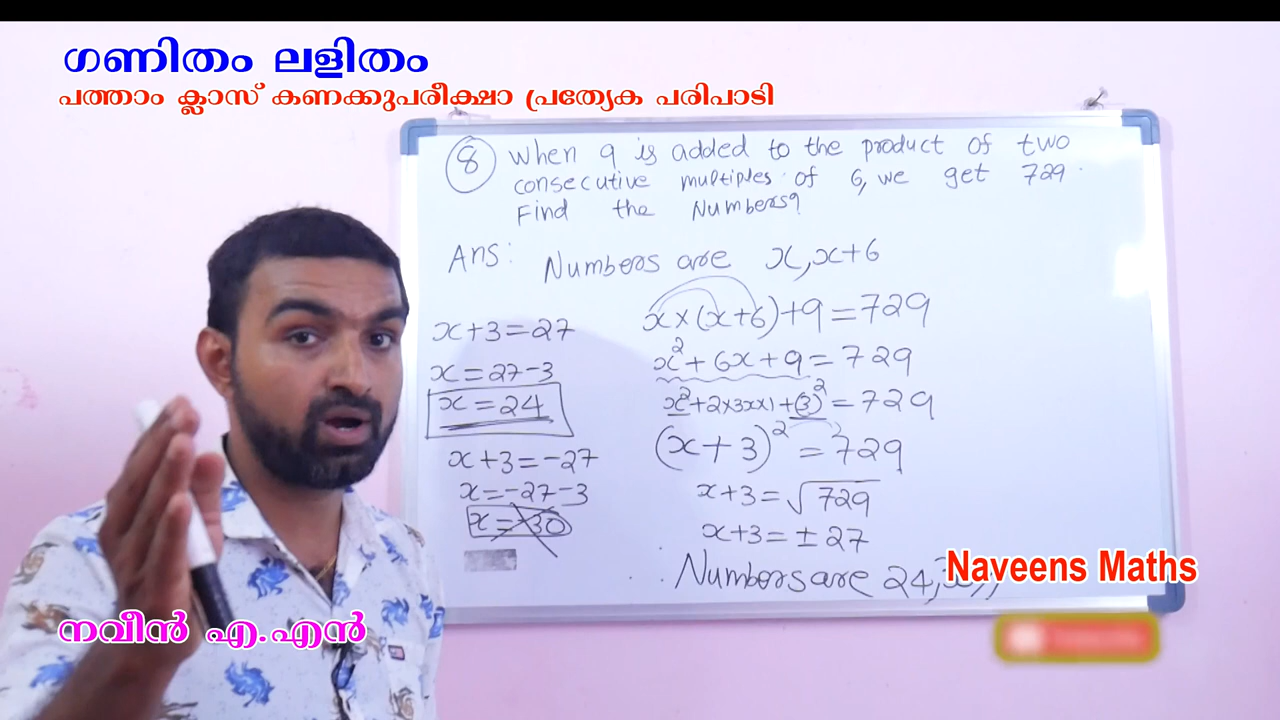 ഗണിതം ലളിതം
പത്താം ക്ലാസ് കണക്കുപരീക്ഷാ പ്രത്യേക പരിപാടി
8 When 9 is added to the product of two
consecutive multiples of 6, we get 729.
Find the Numbers?
Ans: Numbers are x, x+6
x×(x+6)+9=729
x²+6x+9=729
x²+2×3×x×1+(3)²=729
(x+3)²=729
x+3=√729
x+3=±27
x+3=27
x=27-3
x=24
x+3=-27
x=-27-3
x=-30
Numbers are 24,
Naveens Maths
നവീൻ എ.എൻ